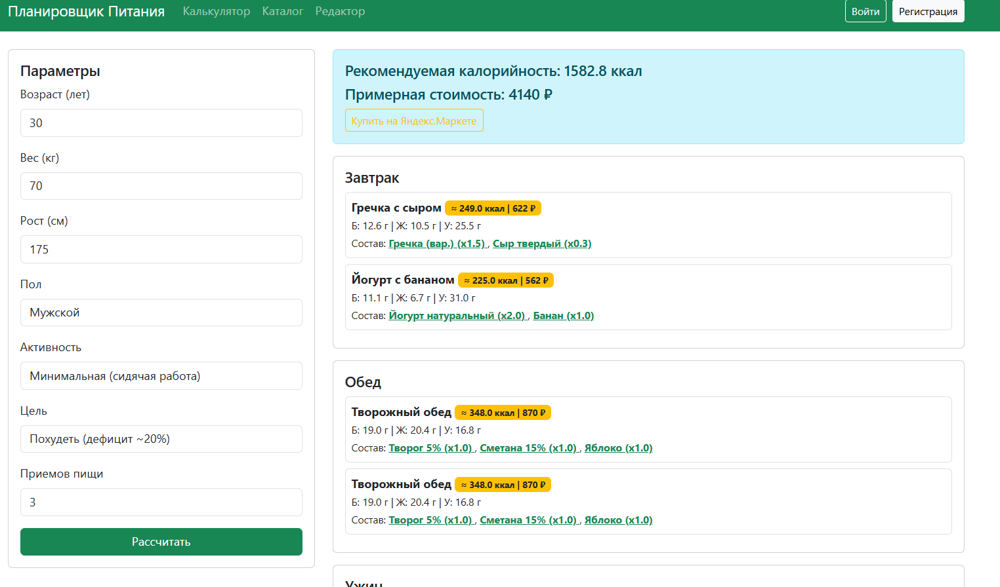 Планировщик Питания Калькулятор Каталог Редактор Войти Регистрация
Параметры
Возраст (лет)
30
Вес (кг)
70
Рост (см)
175
Пол
Мужской
Активность
Минимальная (сидячая работа)
Цель
Похудеть (дефицит ~20%)
Приемов пищи
3
Рассчитать
Рекомендуемая калорийность: 1582.8 ккал
Примерная стоимость: 4140 ₽
Купить на Яндекс.Маркете
Завтрак
Гречка с сыром ≈ 249.0 ккал | 622 ₽
Б: 12.6 г | Ж: 10.5 г | У: 25.5 г
Состав: Гречка (вар.) (x1.5) , Сыр твердый (x0.3)
Йогурт с бананом ≈ 225.0 ккал | 562 ₽
Б: 11.1 г | Ж: 6.7 г | У: 31.0 г
Состав: Йогурт натуральный (x2.0) , Банан (x1.0)
Обед
Творожный обед ≈ 348.0 ккал | 870 ₽
Б: 19.0 г | Ж: 20.4 г | У: 16.8 г
Состав: Творог 5% (x1.0) , Сметана 15% (x1.0) , Яблоко (x1.0)
Творожный обед ≈ 348.0 ккал | 870 ₽
Б: 19.0 г | Ж: 20.4 г | У: 16.8 г
Состав: Творог 5% (x1.0) , Сметана 15% (x1.0) , Яблоко (x1.0)
Ужин